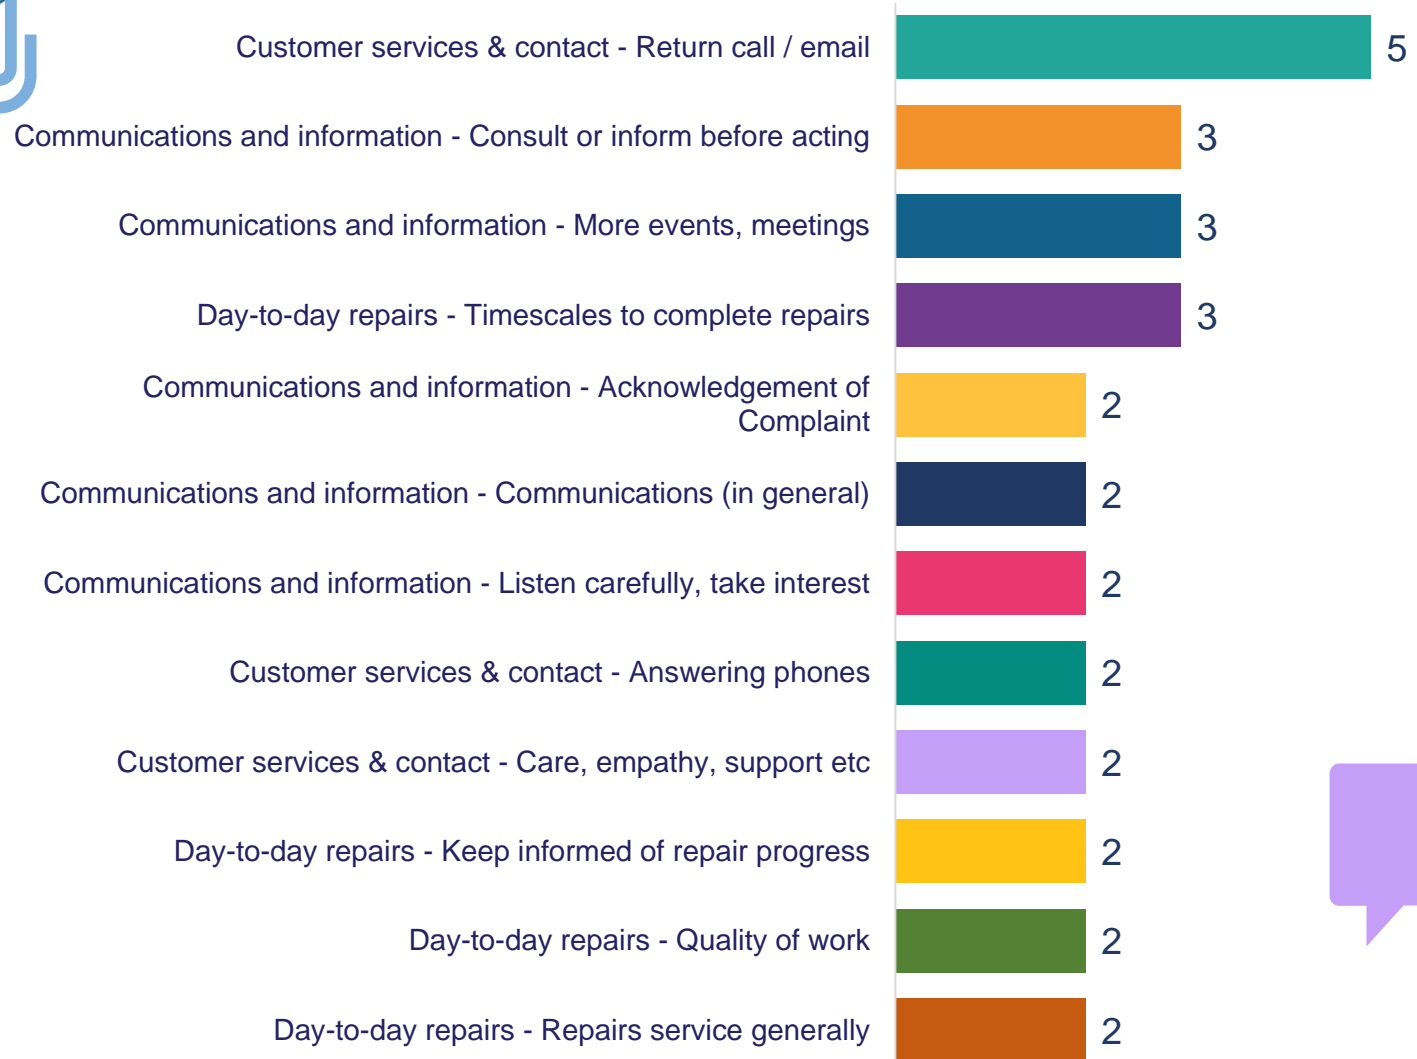 Customer services & contact - Return call / email 5
Communications and information - Consult or inform before acting 3
Communications and information - More events, meetings 3
Day-to-day repairs - Timescales to complete repairs 3
Communications and information - Acknowledgement of
Complaint 2
Communications and information - Communications (in general) 2
Communications and information - Listen carefully, take interest 2
Customer services & contact - Answering phones 2
Customer services & contact - Care, empathy, support etc 2
Day-to-day repairs - Keep informed of repair progress 2
Day-to-day repairs - Quality of work 2
Day-to-day repairs - Repairs service generally 2